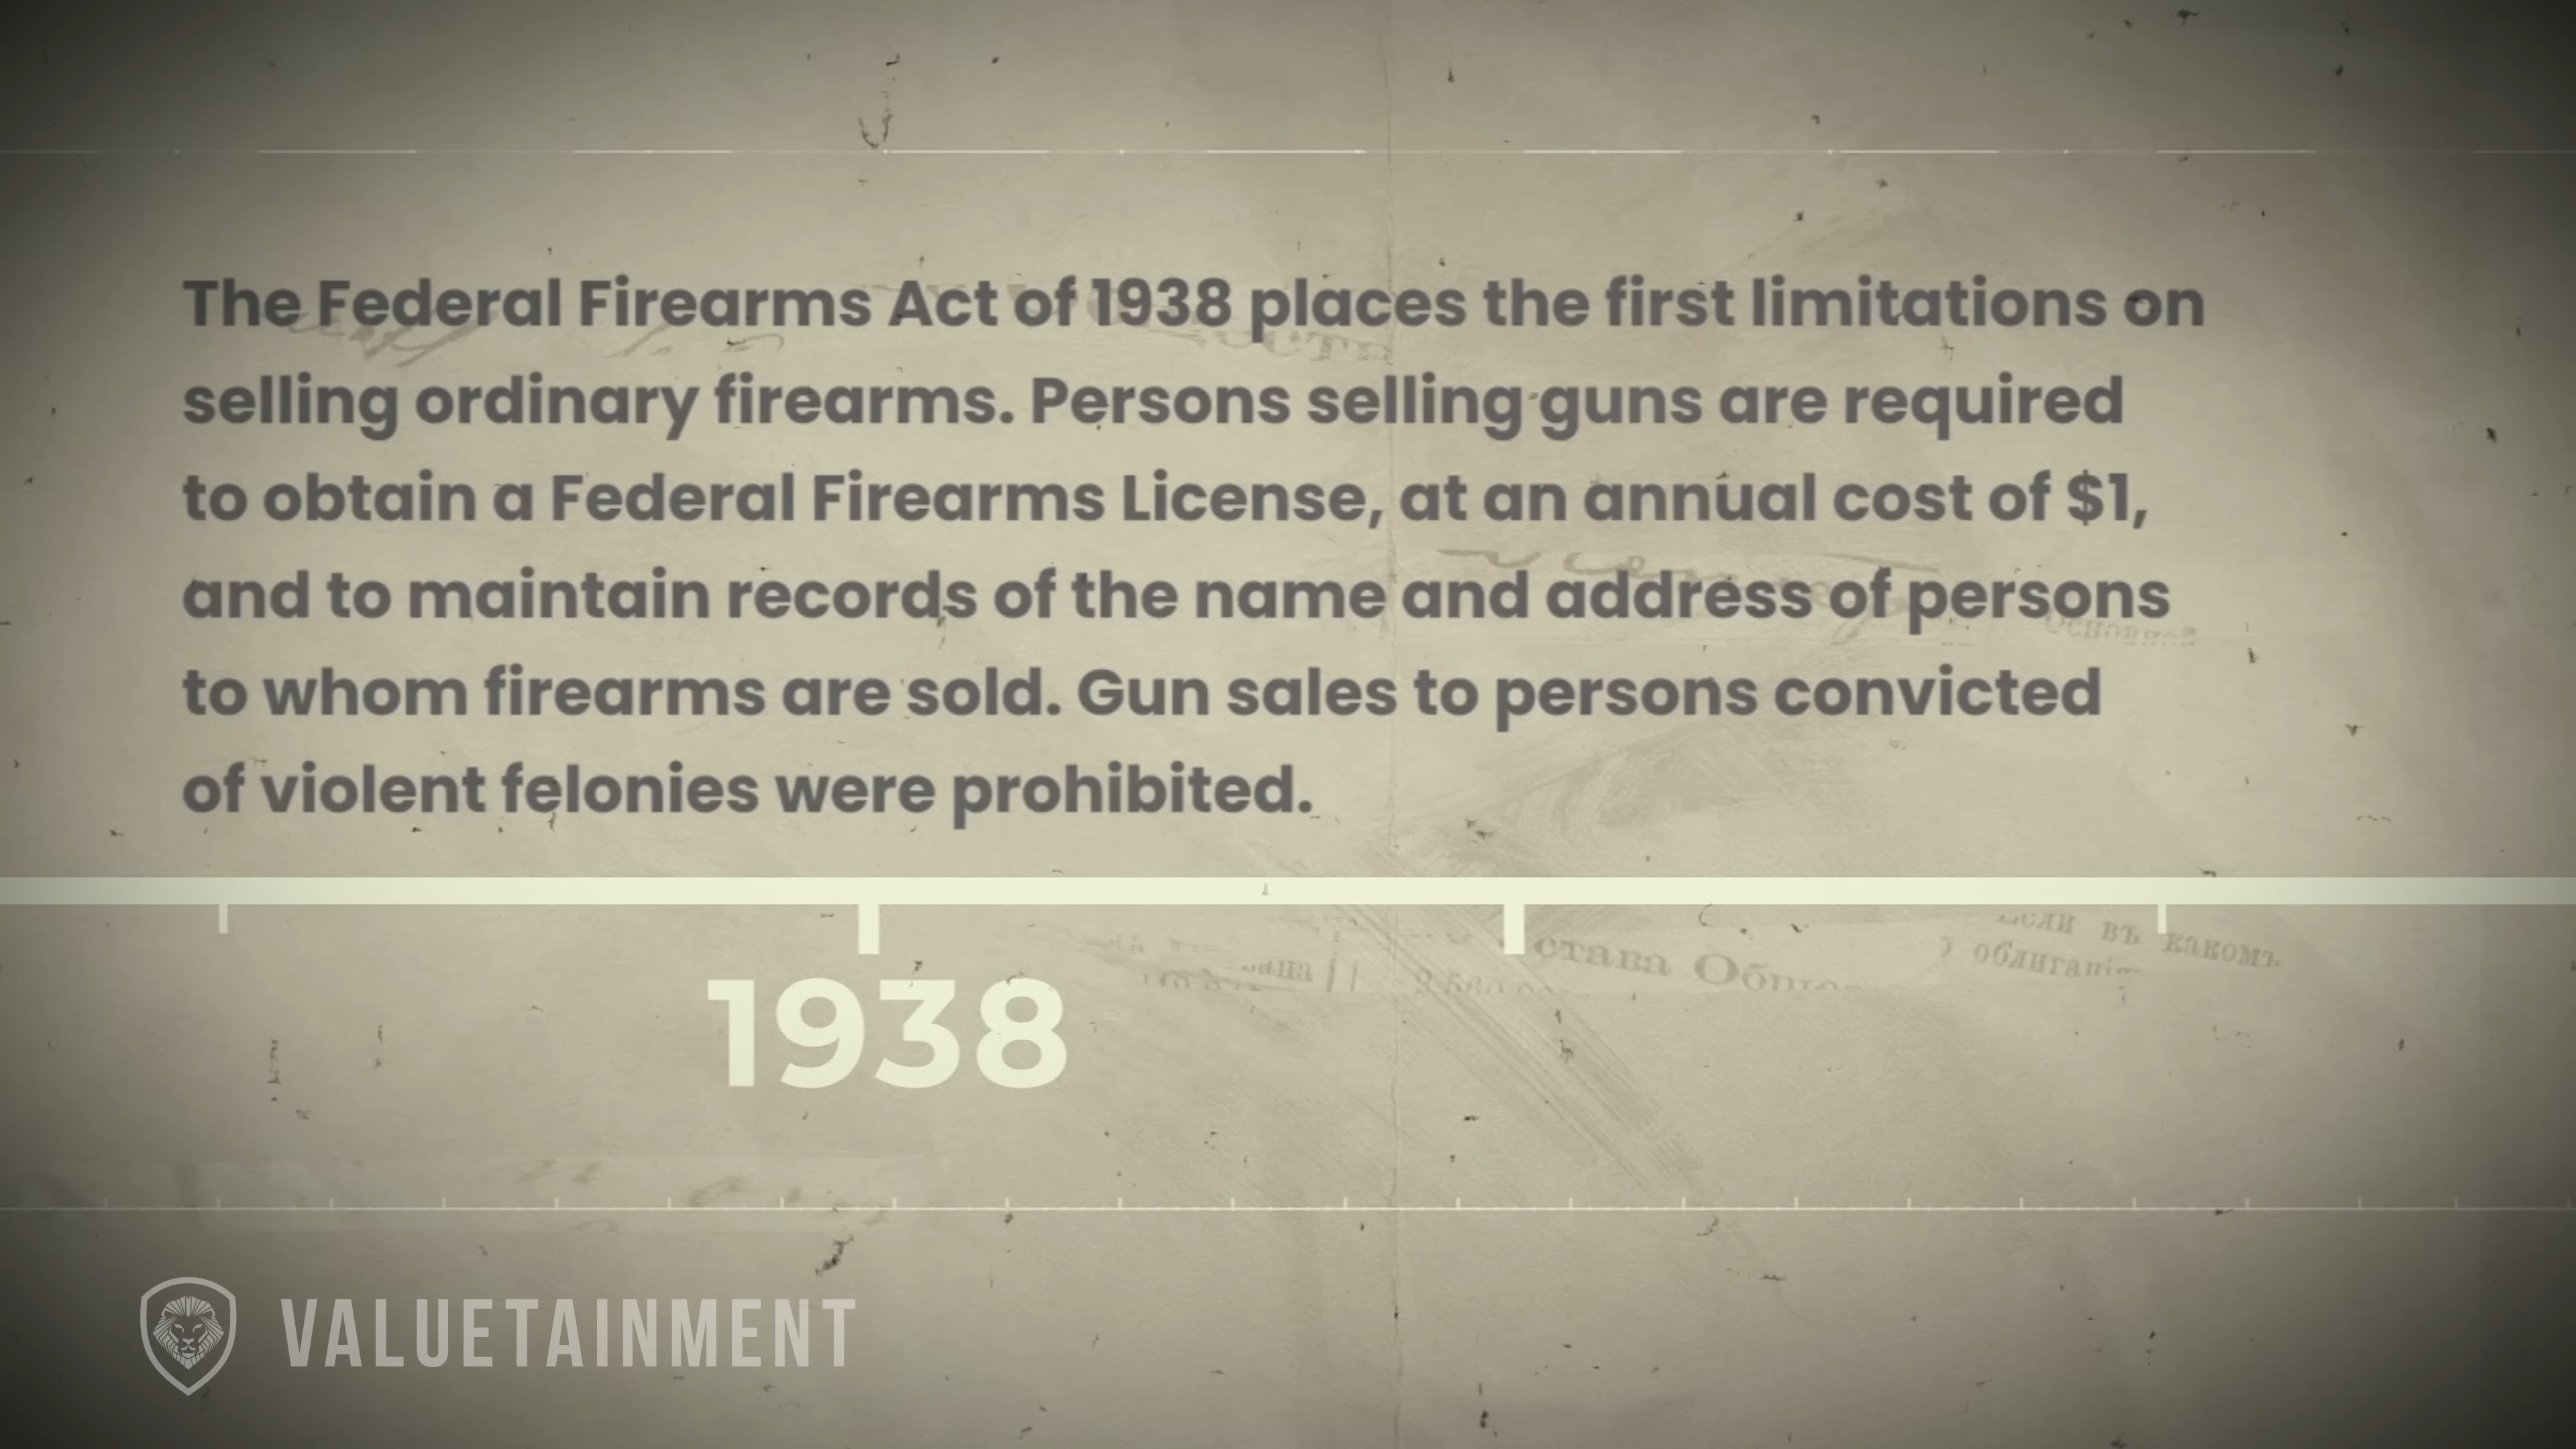 The Federal Firearms Act of 1938 places the first limitations on
selling ordinary firearms. Persons selling guns are required
to obtain a Federal Firearms License, at an annual cost of $1,
and to maintain records of the name and address of persons
to whom firearms are sold. Gun sales to persons convicted
of violent felonies were prohibited.
става
въ какомъ
1938
VALUETAINMENT